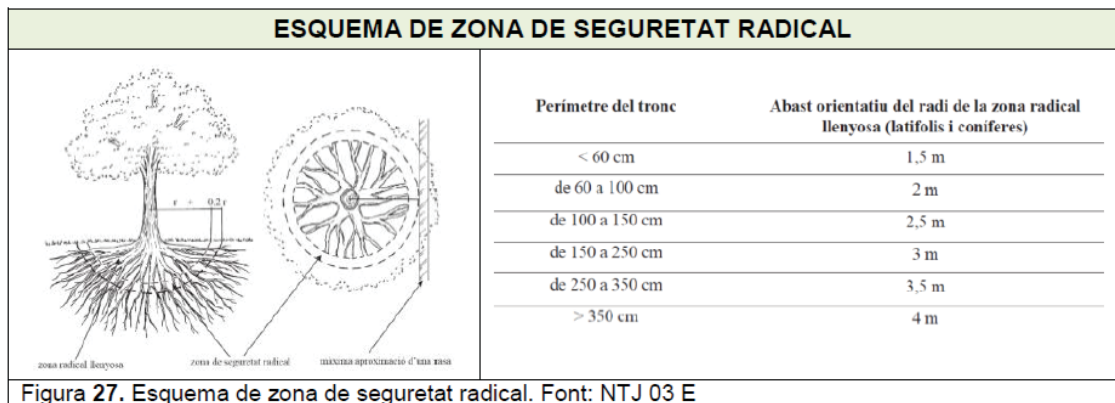 ESQUEMA DE ZONA DE SEGURETAT RADICAL
r + 0.2 r
zona radical llenyosa
zona de seguretat radical
màxima aproximació d'una rasa
Perímetre del tronc
Abast orientatiu del radi de la zona radical
llenyosa (latifolis i coníferes)
< 60 cm 1,5 m
de 60 a 100 cm 2 m
de 100 a 150 cm 2,5 m
de 150 a 250 cm 3 m
de 250 a 350 cm 3,5 m
> 350 cm 4 m
Figura 27. Esquema de zona de seguretat radical. Font: NTJ 03 E